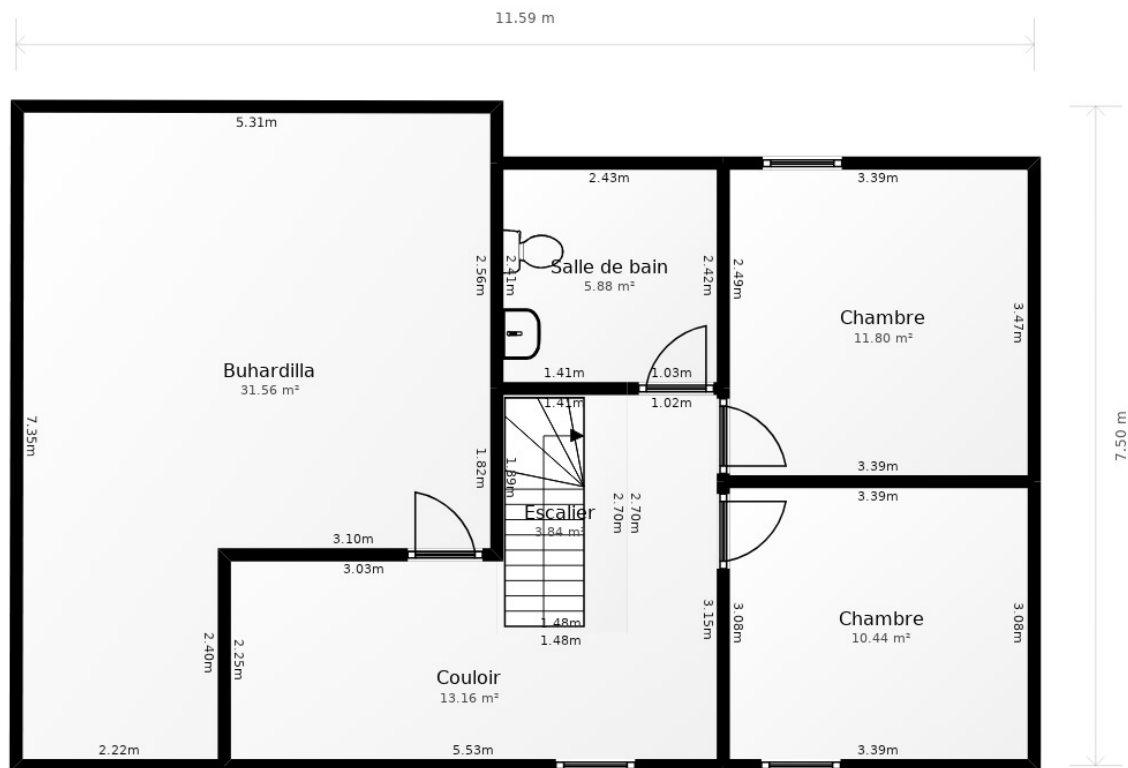 11.59 m
5.31m
2.43m
3.39m
2.56m
2.41m
Salle de bain
5.88 m²
2.42m
2.49m
Chambre
11.80 m²
3.47m
Buhardilla
31.56 m²
7.35m
1.41m
1.03m
1.41m
1.02m
7.50 m
1.82m
1.89m
3.39m
3.39m
Escalier
3.84 m²
2.70m
2.70m
3.10m
3.03m
2.40m
2.25m
1.48m
1.48m
3.15m
3.08m
Chambre
10.44 m²
3.08m
Couloir
13.16 m²
2.22m
5.53m
3.39m